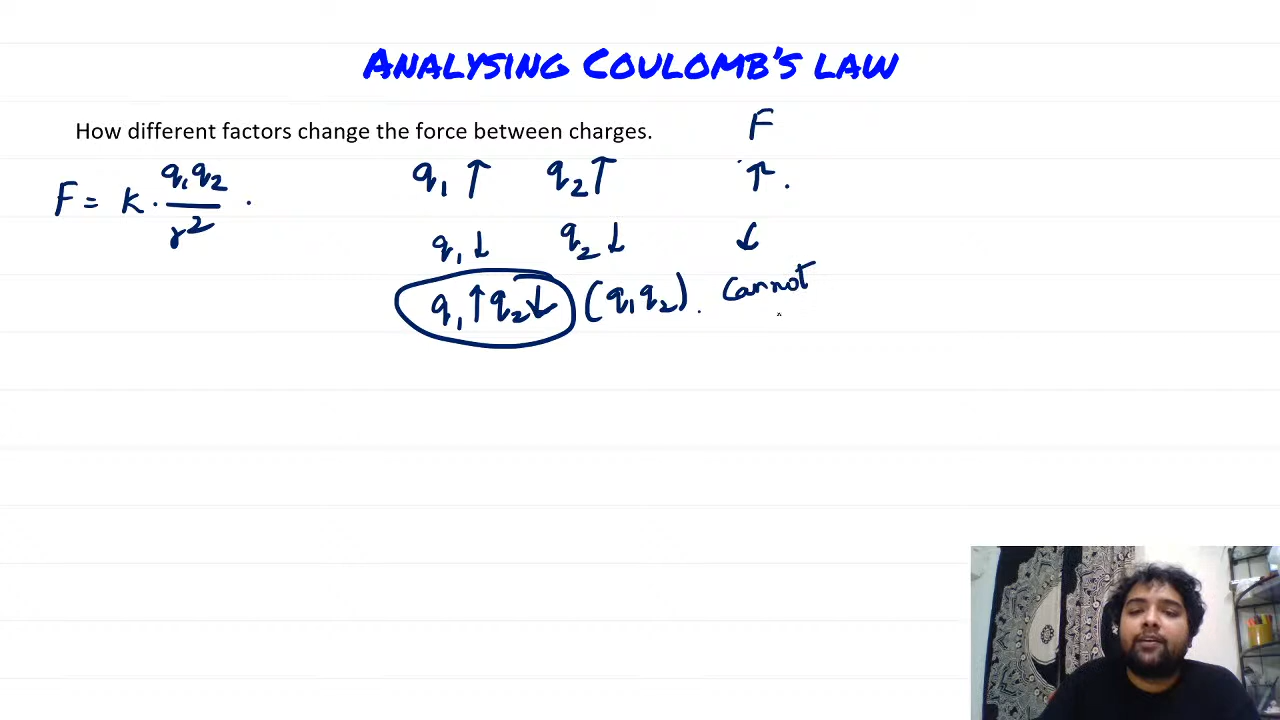 ANALYSING COULOMB'S LAW
How different factors change the force between charges.
F
F = k · q₁q₂ / r² ·
q₁ ↑ q₂ ↑ ↑ .
q₁ ↓ q₂ ↓ ↓
q₁ ↑ q₂ ↓ (q₁q₂) . Cannot